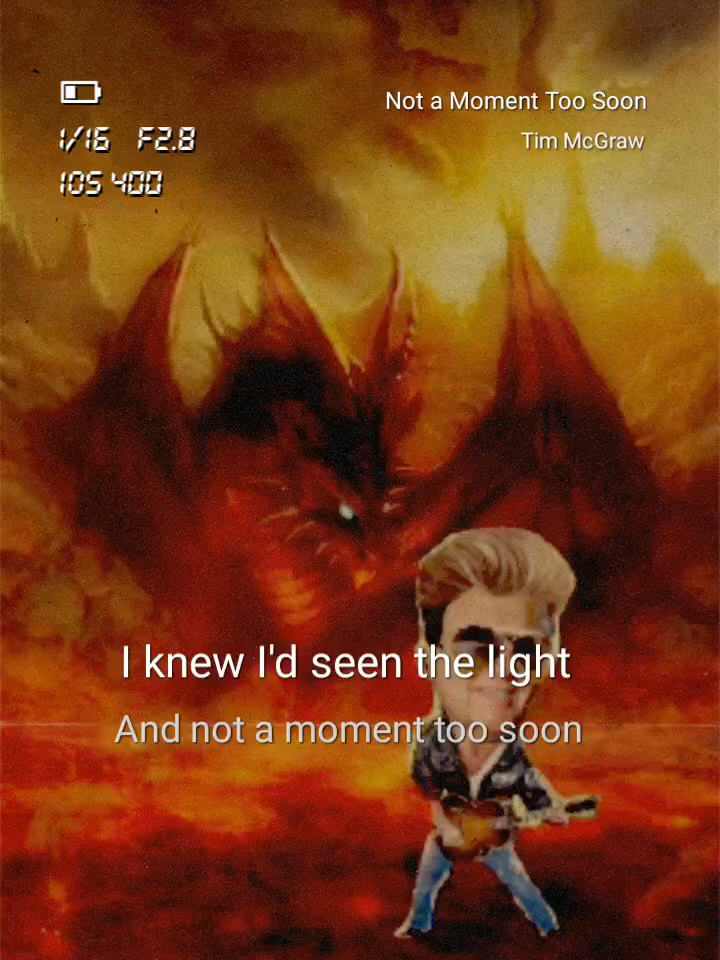 1/16 F2.8
Not a Moment Too Soon
Tim McGraw
105 400
I knew I'd seen the light
And not a moment too soon